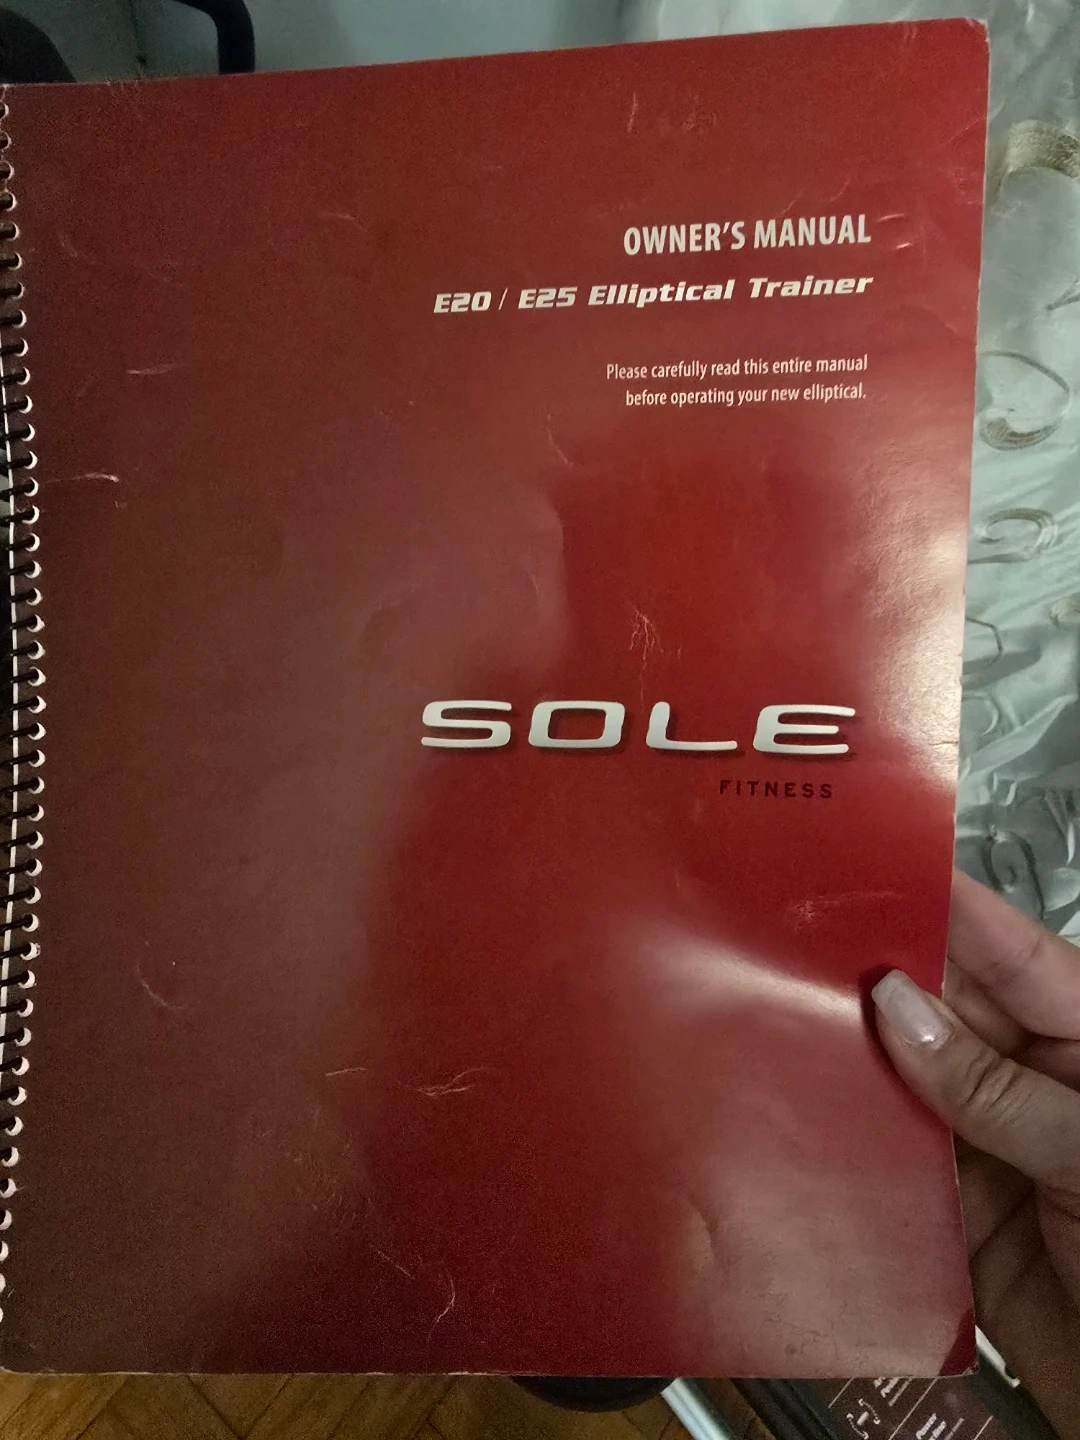 OWNER'S MANUAL
E20 / E25 Elliptical Trainer
Please carefully read this entire manual
before operating your new elliptical.
SOLE
FITNESS